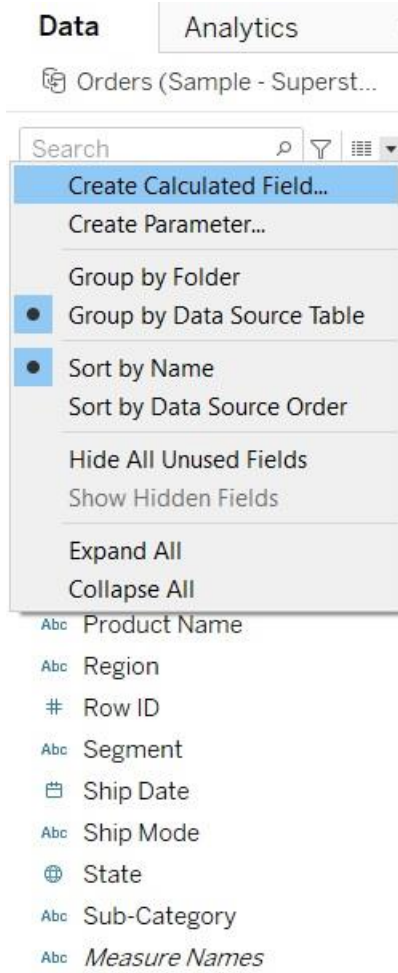 Data Analytics
Orders (Sample - Superst...
Search
Create Calculated Field...
Create Parameter...
Group by Folder
Group by Data Source Table
Sort by Name
Sort by Data Source Order
Hide All Unused Fields
Show Hidden Fields
Expand All
Collapse All
Abc Product Name
Abc Region
# Row ID
Abc Segment
Ship Date
Abc Ship Mode
State
Abc Sub-Category
Abc Measure Names